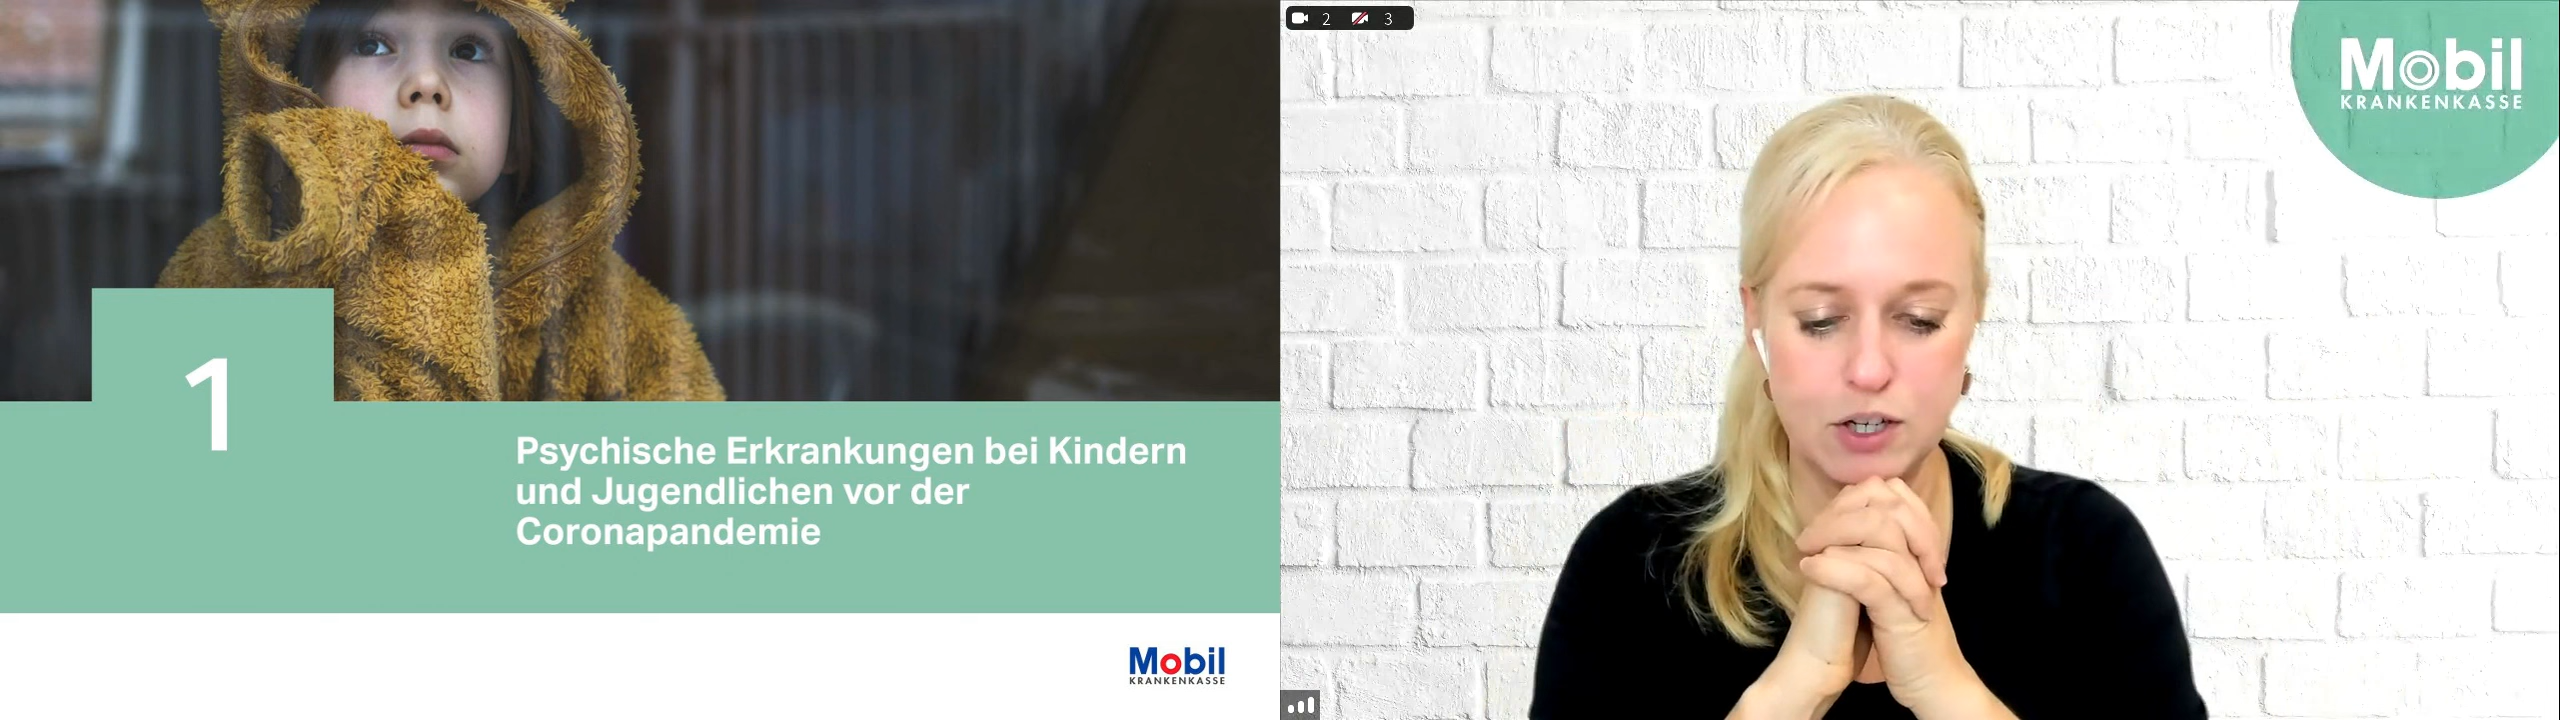 1
Psychische Erkrankungen bei Kindern
und Jugendlichen vor der
Coronapandemie
Mobil
KRANKENKASSE
2 3
Mobil
KRANKENKASSE